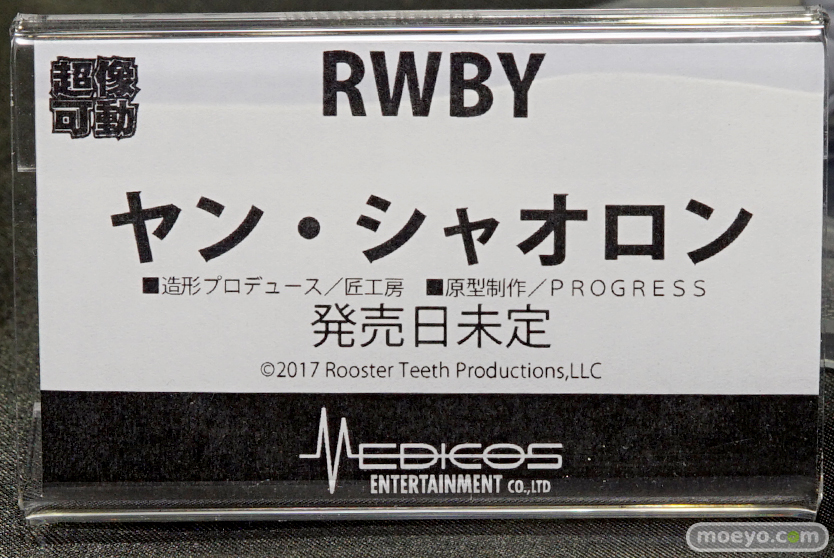 超像
可動
RWBY
ヤン・シャオロン
■造形プロデュース／匠工房 ■原型制作／PROGRESS
発売日未定
©2017 Rooster Teeth Productions,LLC
MEDICOS
ENTERTAINMENT CO.,LTD
moeyo.com